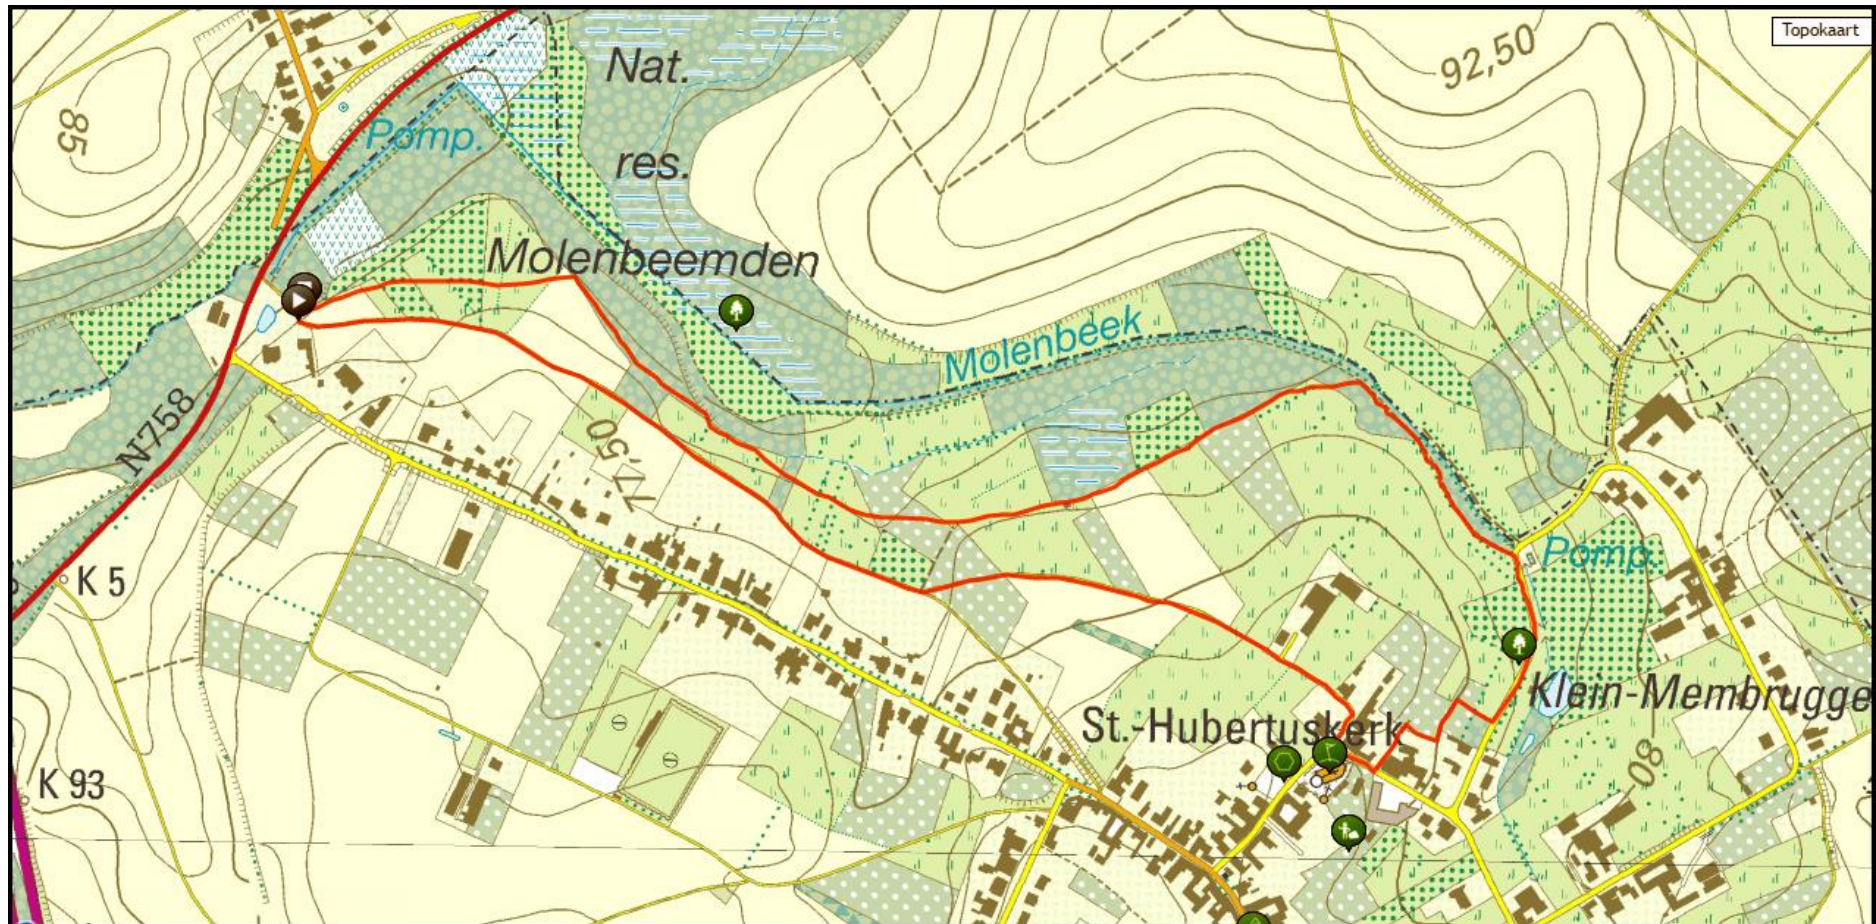 Topokaart
Nat.
92,50
85
Pomp.
res.
Molenbeemden
Molenbeek
N758
77,50
K 5
Pomp.
Klein-Membrugge
St.-Hubertuskerk
80
K 93